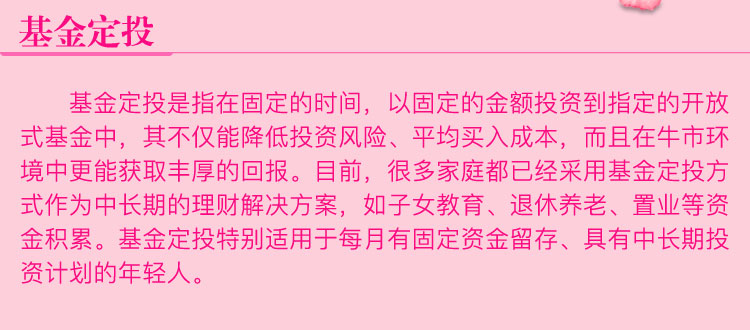 基金定投
基金定投是指在固定的时间，以固定的金额投资到指定的开放
式基金中，其不仅能降低投资风险、平均买入成本，而且在牛市环
境中更能获取丰厚的回报。目前，很多家庭都已经采用基金定投方
式作为中长期的理财解决方案，如子女教育、退休养老、置业等资
金积累。基金定投特别适用于每月有固定资金留存、具有中长期投
资计划的年轻人。